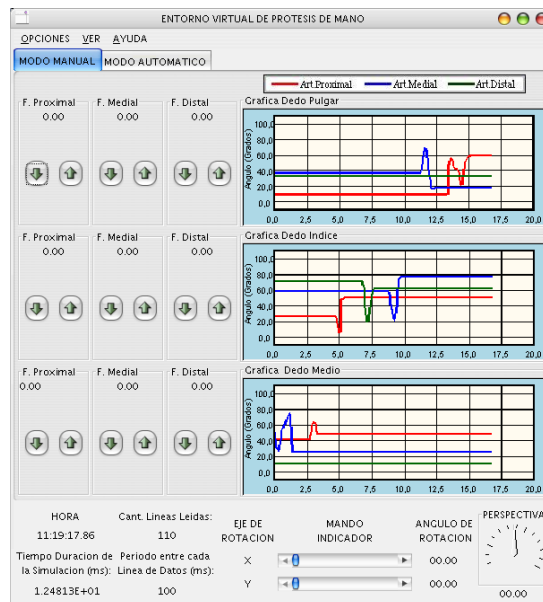 ENTORNO VIRTUAL DE PROTESIS DE MANO
OPCIONES VER AYUDA
MODO MANUAL MODO AUTOMATICO
Art.Proximal Art.Medial Art.Distal
F. Proximal F. Medial F. Distal
0.00 0.00 0.00
Grafica Dedo Pulgar
Angulo (Grados)
100,0
80,0
60,0
40,0
20,0
0,0
0,0 2,5 5,0 7,5 10,0 12,5 15,0 17,5 20,0
F. Proximal F. Medial F. Distal
0.00 0.00 0.00
Grafica Dedo Indice
Angulo (Grados)
100,0
80,0
60,0
40,0
20,0
0,0
0,0 2,5 5,0 7,5 10,0 12,5 15,0 17,5 20,0
F. Proximal F. Medial F. Distal
0.00 0.00 0.00
Grafica Dedo Medio
Angulo (Grados)
100,0
80,0
60,0
40,0
20,0
0,0
0,0 2,5 5,0 7,5 10,0 12,5 15,0 17,5 20,0
HORA
11:19:17.86
Cant. Lineas Leidas:
110
Tiempo Duracion de
la Simulacion (ms):
1.24813E+01
Periodo entre cada
Linea de Datos (ms):
100
EJE DE
ROTACION
MANDO
INDICADOR
ANGULO DE
ROTACION
X 00.00
Y 00.00
PERSPECTIVA
00.00